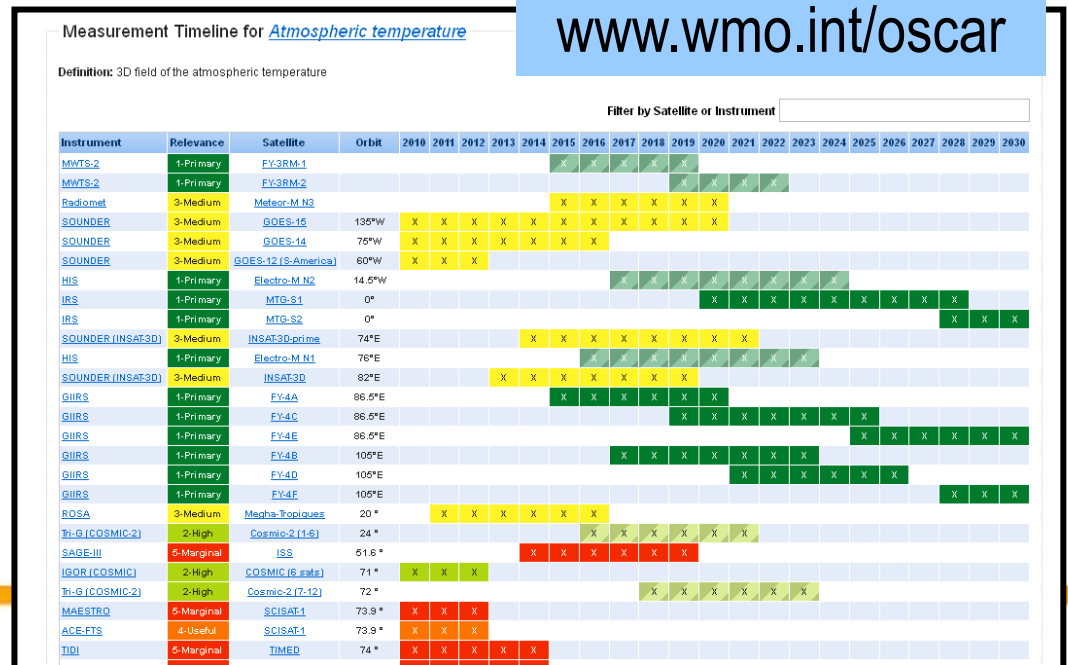 www.wmo.int/oscar
Measurement Timeline for Atmospheric temperature
Definition: 3D field of the atmospheric temperature
Filter by Satellite or Instrument
Instrument Relevance Satellite Orbit 2010 2011 2012 2013 2014 2015 2016 2017 2018 2019 2020 2021 2022 2023 2024 2025 2026 2027 2028 2029 2030
MWTS-2 1-Primary FY-3RM-1 X X X X X
MWTS-2 1-Primary FY-3RM-2 X X X X
Radiomet 3-Medium Meteor-M N3 X X X X X X
SOUNDER 3-Medium GOES-15 135°W X X X X X X X X X X X
SOUNDER 3-Medium GOES-14 75°W X X X X X X X
SOUNDER 3-Medium GOES-12 (S-America) 60°W X X X
HIS 1-Primary Electro-M N2 14.5°W X X X X X X X X
IRS 1-Primary MTG-S1 0° X X X X X X X X X
IRS 1-Primary MTG-S2 0° X X X
SOUNDER (INSAT-3D) 3-Medium INSAT-3D-prime 74°E X X X X X X X X
HIS 1-Primary Electro-M N1 76°E X X X X X X X X
SOUNDER (INSAT-3D) 3-Medium INSAT-3D 82°E X X X X X X X
GIIRS 1-Primary FY-4A 86.5°E X X X X X X
GIIRS 1-Primary FY-4C 86.5°E X X X X X X X
GIIRS 1-Primary FY-4E 86.5°E X X X X X X
GIIRS 1-Primary FY-4B 105°E X X X X X X X
GIIRS 1-Primary FY-4D 105°E X X X X X X
GIIRS 1-Primary FY-4F 105°E X X X
ROSA 3-Medium Megha-Tropiques 20 ° X X X X X X
Tri-G (COSMIC-2) 2-High Cosmic-2 (1-6) 24 ° X X X X X X
SAGE-III 5-Marginal ISS 51.6 ° X X X X X X
IGOR (COSMIC) 2-High COSMIC (6 sats) 71 ° X X X
Tri-G (COSMIC-2) 2-High Cosmic-2 (7-12) 72 ° X X X X X X
MAESTRO 5-Marginal SCISAT-1 73.9 ° X X X
ACE-FTS 4-Useful SCISAT-1 73.9 ° X X X
TIDI 5-Marginal TIMED 74 ° X X X X X